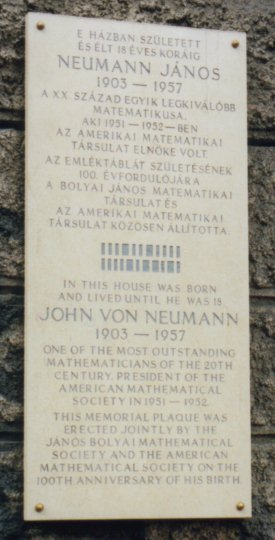 E HÁZBAN SZÜLETETT
ÉS ÉLT 18 ÉVES KORÁIG
NEUMANN JÁNOS
1903 — 1957
A XX. SZÁZAD EGYIK LEGKIVÁLÓBB
MATEMATIKUSA,
AKI 1951 — 1952 — BEN
AZ AMERIKAI MATEMATIKAI
TÁRSULAT ELNÖKE VOLT.
AZ EMLÉKTÁBLÁT SZÜLETÉSÉNEK
100. ÉVFORDULÓJÁRA
A BOLYAI JÁNOS MATEMATIKAI
TÁRSULAT ÉS
AZ AMERIKAI MATEMATIKAI
TÁRSULAT KÖZÖSEN ÁLLÍTOTTA.
IN THIS HOUSE WAS BORN
AND LIVED UNTIL HE WAS 18
JOHN VON NEUMANN
1903 — 1957
ONE OF THE MOST OUTSTANDING
MATHEMATICIANS OF THE 20TH
CENTURY. PRESIDENT OF THE
AMERICAN MATHEMATICAL
SOCIETY IN 1951 — 1952.
THIS MEMORIAL PLAQUE WAS
ERECTED JOINTLY BY THE
JÁNOS BOLYAI MATHEMATICAL
SOCIETY AND THE AMERICAN
MATHEMATICAL SOCIETY ON THE
100TH ANNIVERSARY OF HIS BIRTH.